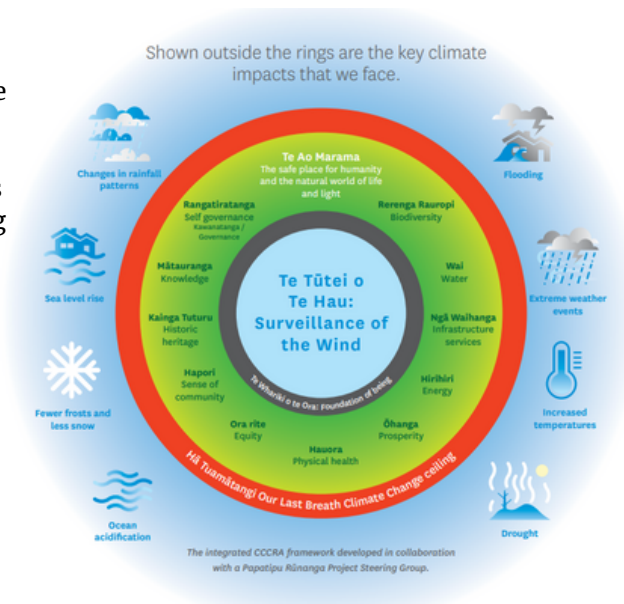 Shown outside the rings are the key climate
impacts that we face.
Changes in rainfall
patterns
Sea level rise
Fewer frosts and
less snow
Ocean
acidification
Te Ao Marama
The safe place for humanity
and the natural world of life
and light
Rangatiratanga
Self governance
Kawanatanga /
Governance
Mātauranga
Knowledge
Kainga Tuturu
Historic
heritage
Hapori
Sense of
community
Ora rite
Equity
Hauora
Physical health
Ōhanga
Prosperity
Hirihiri
Energy
Ngā Waihanga
Infrastructure
services
Wai
Water
Rerenga Rauropi
Biodiversity
Te Tūtei o
Te Hau:
Surveillance of
the Wind
Te Whariki o te Ora: Foundation of being
Hā Tuamātangi Our Last Breath Climate Change ceiling
Flooding
Extreme weather
events
Increased
temperatures
Drought
The integrated CCCRA framework developed in collaboration
with a Papatipu Rūnanga Project Steering Group.